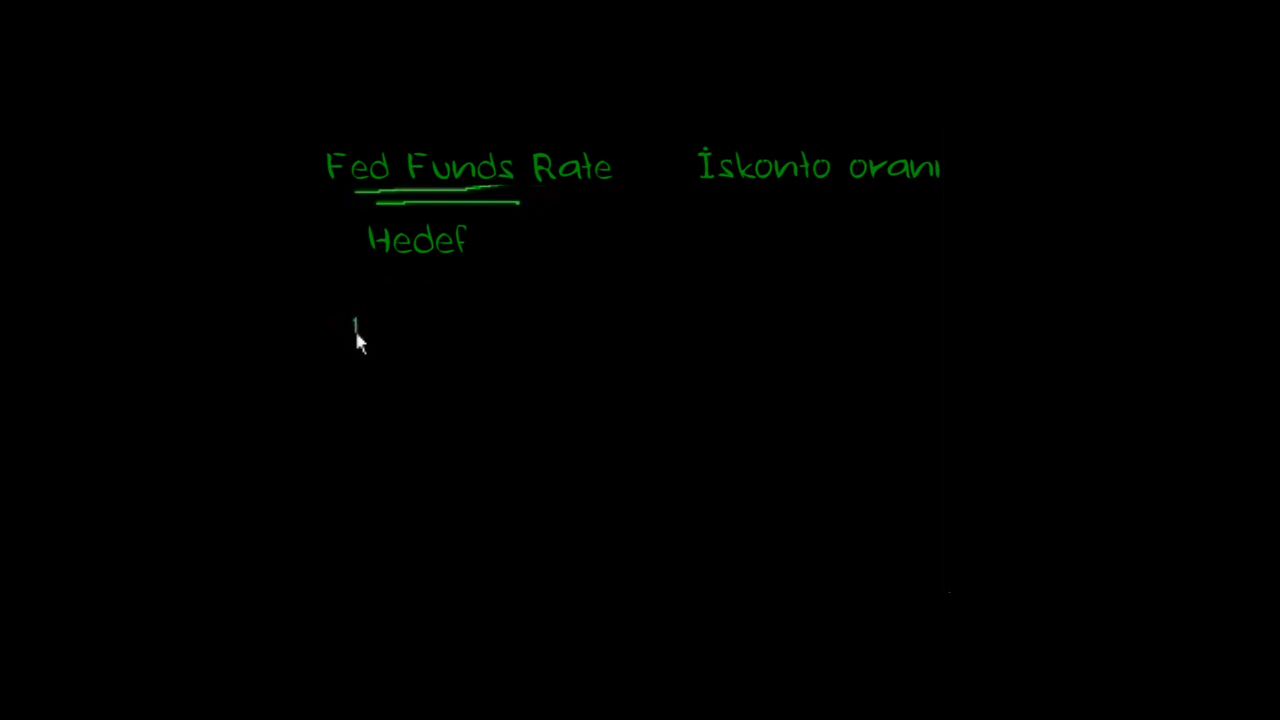 Fed Funds Rate İskonto oranı
Hedef